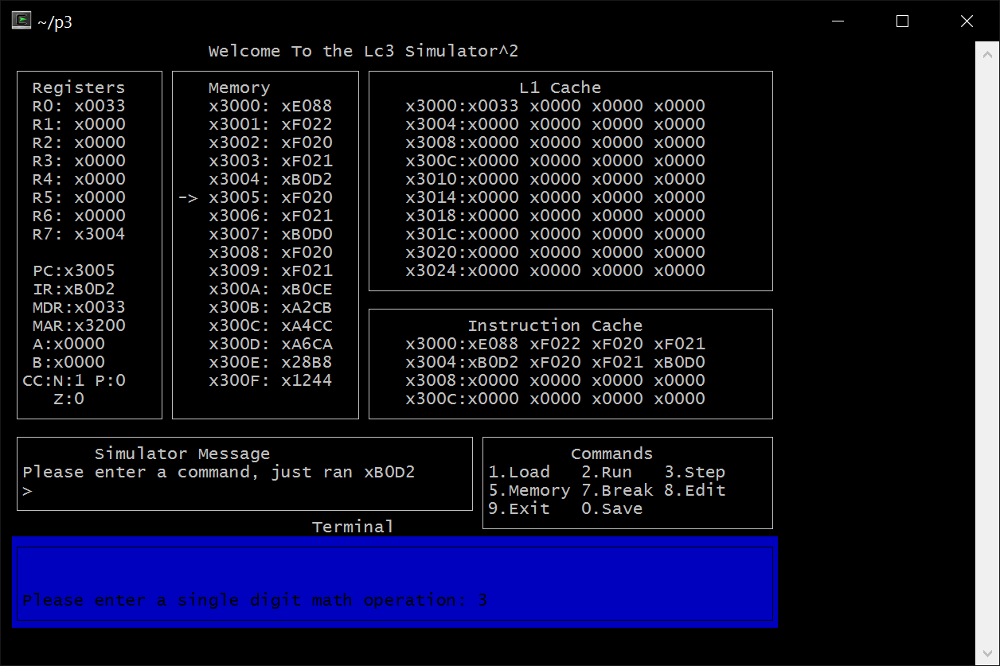 ~/p3
Welcome To the Lc3 Simulator^2
Registers
R0: x0033
R1: x0000
R2: x0000
R3: x0000
R4: x0000
R5: x0000
R6: x0000
R7: x3004
PC:x3005
IR:xB0D2
MDR:x0033
MAR:x3200
A:x0000
B:x0000
CC:N:1 P:0
Z:0
Memory
x3000: xE088
x3001: xF022
x3002: xF020
x3003: xF021
x3004: xB0D2
-> x3005: xF020
x3006: xF021
x3007: xB0D0
x3008: xF020
x3009: xF021
x300A: xB0CE
x300B: xA2CB
x300C: xA4CC
x300D: xA6CA
x300E: x28B8
x300F: x1244
L1 Cache
x3000:x0033 x0000 x0000 x0000
x3004:x0000 x0000 x0000 x0000
x3008:x0000 x0000 x0000 x0000
x300C:x0000 x0000 x0000 x0000
x3010:x0000 x0000 x0000 x0000
x3014:x0000 x0000 x0000 x0000
x3018:x0000 x0000 x0000 x0000
x301C:x0000 x0000 x0000 x0000
x3020:x0000 x0000 x0000 x0000
x3024:x0000 x0000 x0000 x0000
Instruction Cache
x3000:xE088 xF022 xF020 xF021
x3004:xB0D2 xF020 xF021 xB0D0
x3008:x0000 x0000 x0000 x0000
x300C:x0000 x0000 x0000 x0000
Simulator Message
Please enter a command, just ran xB0D2
>
Commands
1.Load 2.Run 3.Step
5.Memory 7.Break 8.Edit
9.Exit 0.Save
Terminal
Please enter a single digit math operation: 3